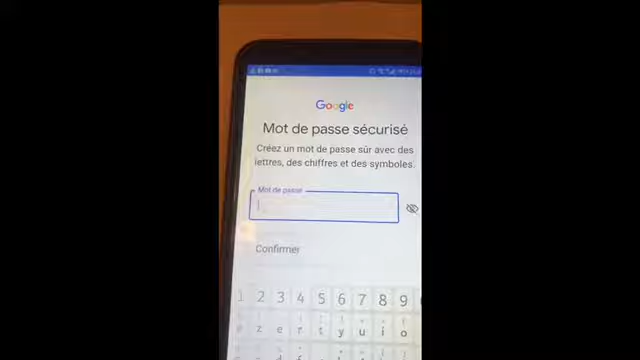 Google
Mot de passe sécurisé
Créez un mot de passe sûr avec des
lettres, des chiffres et des symboles.
Mot de passe
Confirmer
1 2 3 4 5 6 7 8 9
z e r t y u i o